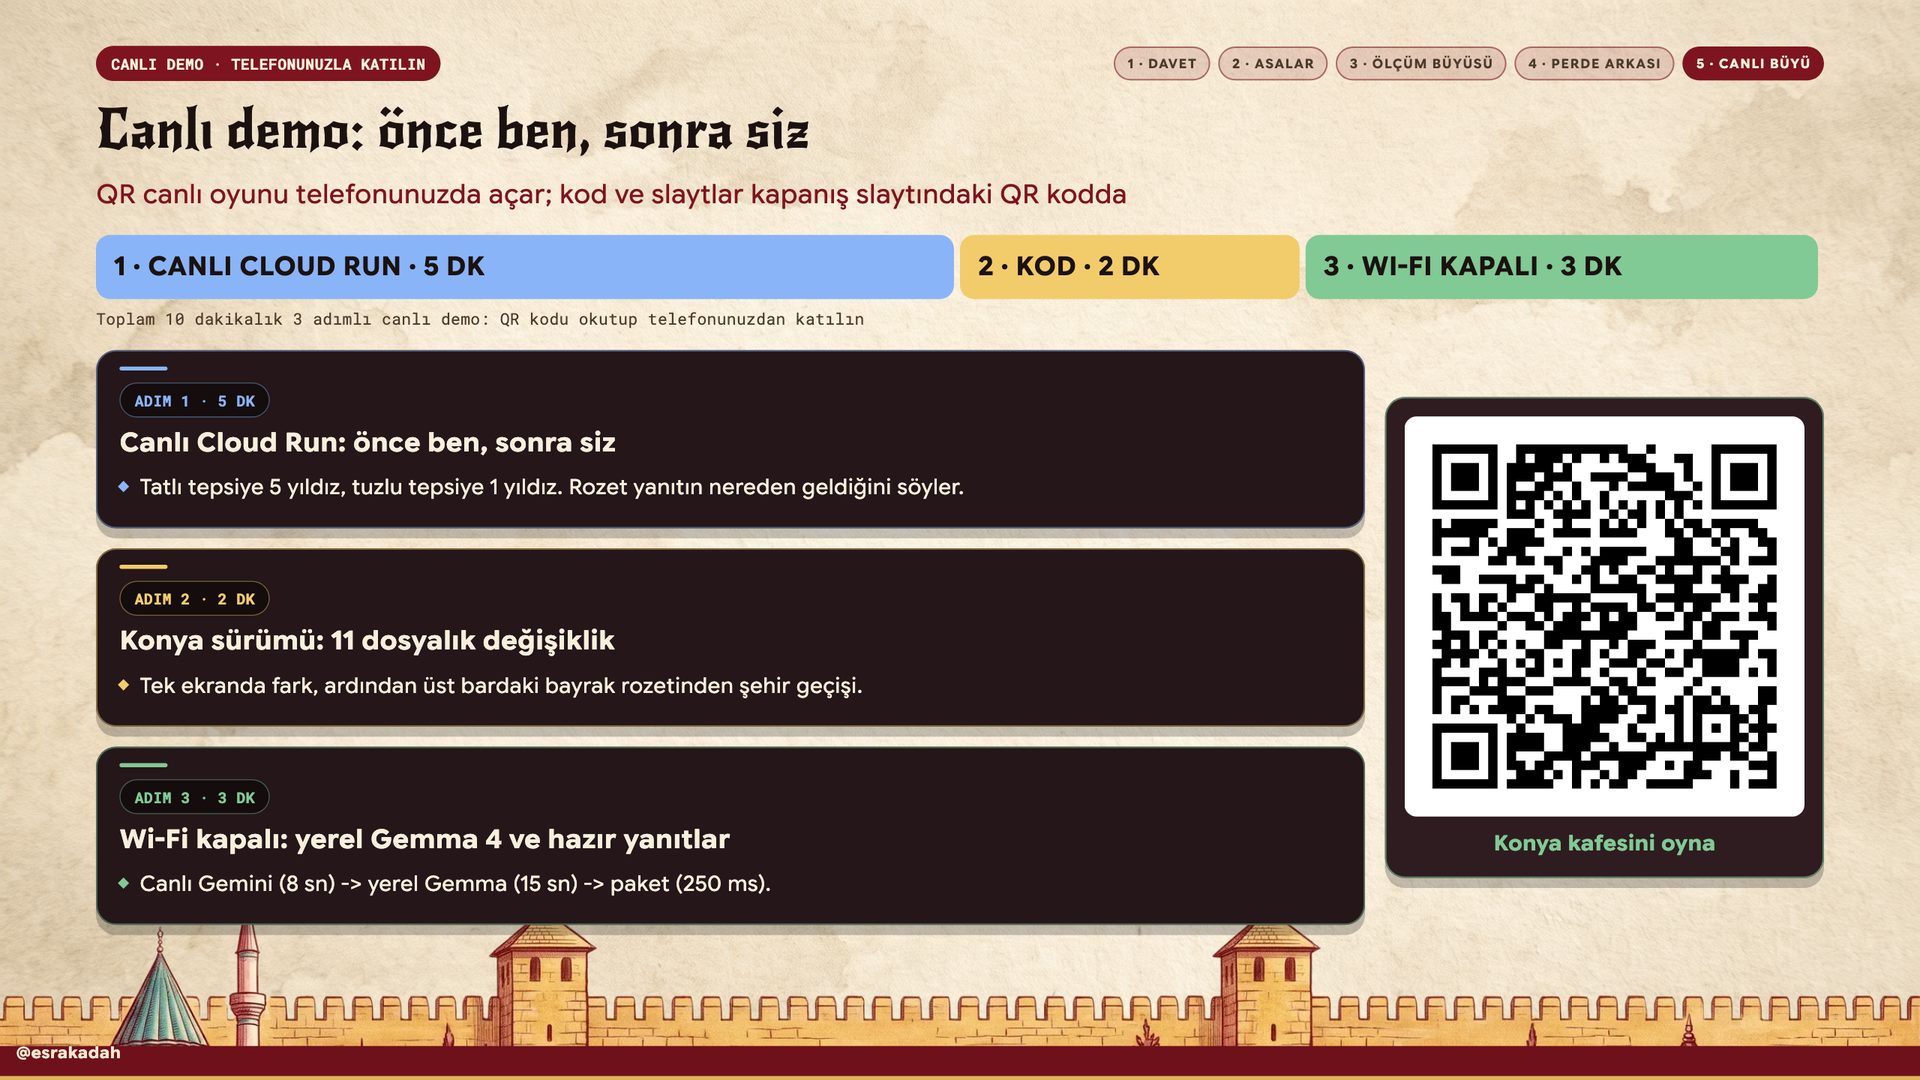 CANLI DEMO · TELEFONUNUZLA KATILIN
1 · DAVET
2 · ASALAR
3 · ÖLÇÜM BÜYÜSÜ
4 · PERDE ARKASI
5 · CANLI BÜYÜ
Canlı demo: önce ben, sonra siz
QR canlı oyunu telefonunuzda açar; kod ve slaytlar kapanış slaytındaki QR kodda
1 · CANLI CLOUD RUN · 5 DK
2 · KOD · 2 DK
3 · WI-FI KAPALI · 3 DK
Toplam 10 dakikalık 3 adımlı canlı demo: QR kodu okutup telefonunuzdan katılın
ADIM 1 · 5 DK
Canlı Cloud Run: önce ben, sonra siz
Tatlı tepsiye 5 yıldız, tuzlu tepsiye 1 yıldız. Rozet yanıtın nereden geldiğini söyler.
ADIM 2 · 2 DK
Konya sürümü: 11 dosyalık değişiklik
Tek ekranda fark, ardından üst bardaki bayrak rozetinden şehir geçişi.
ADIM 3 · 3 DK
Wi-Fi kapalı: yerel Gemma 4 ve hazır yanıtlar
Canlı Gemini (8 sn) -> yerel Gemma (15 sn) -> paket (250 ms).
Konya kafesini oyna
@esrakadah